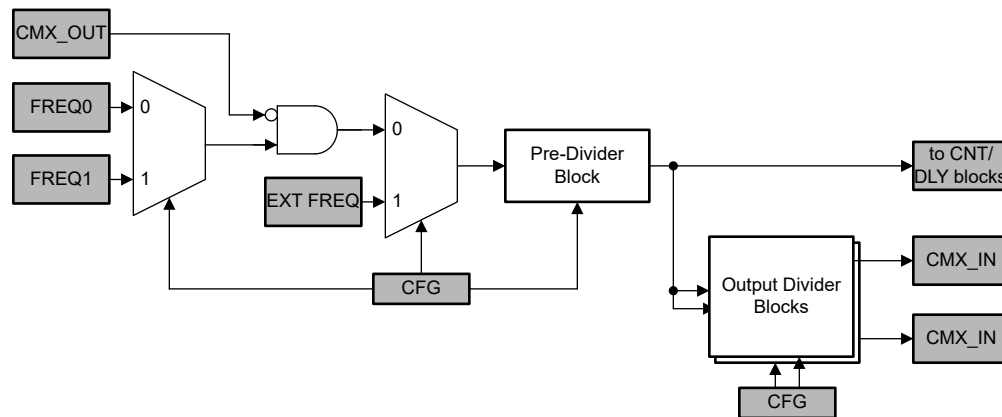 CMX_OUT
FREQ0
FREQ1
0
1
EXT FREQ
0
1
CFG
Pre-Divider
Block
to CNT/
DLY blocks
Output Divider
Blocks
CMX_IN
CMX_IN
CFG